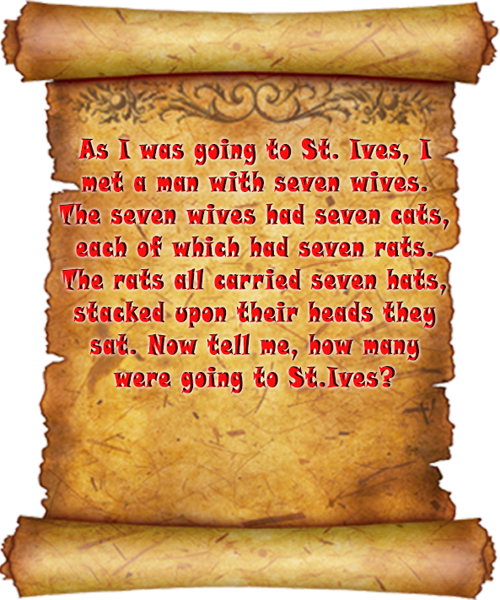 As I was going to St. Ives, I
met a man with seven wives.
The seven wives had seven cats,
each of which had seven rats.
The rats all carried seven hats,
stacked upon their heads they
sat. Now tell me, how many
were going to St.Ives?